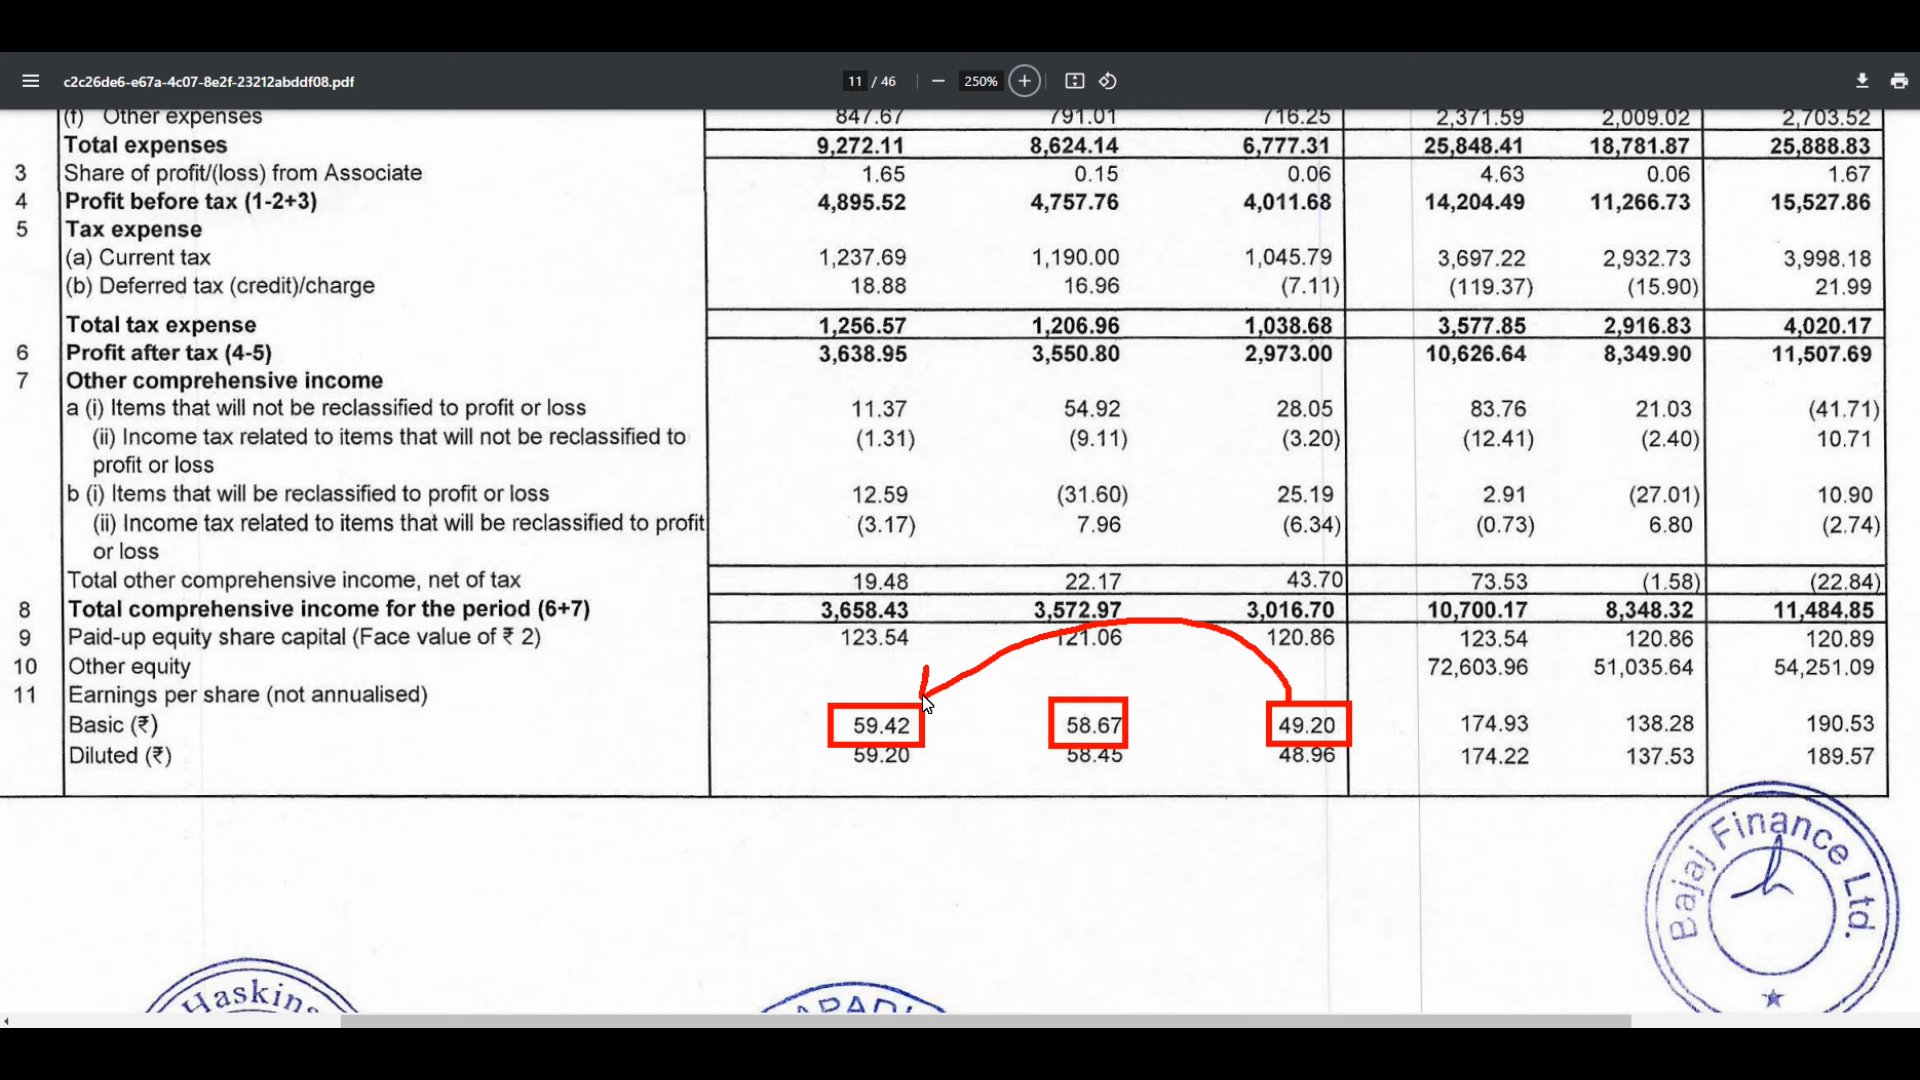 c2c26de6-e67a-4c07-8e2f-23212abddf08.pdf 11 / 46 250%
(f) Other expenses 847.67 791.01 716.25 2,371.59 2,009.02 2,703.52
Total expenses 9,272.11 8,624.14 6,777.31 25,848.41 18,781.87 25,888.83
3 Share of profit/(loss) from Associate 1.65 0.15 0.06 4.63 0.06 1.67
4 Profit before tax (1-2+3) 4,895.52 4,757.76 4,011.68 14,204.49 11,266.73 15,527.86
5 Tax expense
(a) Current tax 1,237.69 1,190.00 1,045.79 3,697.22 2,932.73 3,998.18
(b) Deferred tax (credit)/charge 18.88 16.96 (7.11) (119.37) (15.90) 21.99
Total tax expense 1,256.57 1,206.96 1,038.68 3,577.85 2,916.83 4,020.17
6 Profit after tax (4-5) 3,638.95 3,550.80 2,973.00 10,626.64 8,349.90 11,507.69
7 Other comprehensive income
a (i) Items that will not be reclassified to profit or loss 11.37 54.92 28.05 83.76 21.03 (41.71)
(ii) Income tax related to items that will not be reclassified to (1.31) (9.11) (3.20) (12.41) (2.40) 10.71
profit or loss
b (i) Items that will be reclassified to profit or loss 12.59 (31.60) 25.19 2.91 (27.01) 10.90
(ii) Income tax related to items that will be reclassified to profit (3.17) 7.96 (6.34) (0.73) 6.80 (2.74)
or loss
Total other comprehensive income, net of tax 19.48 22.17 43.70 73.53 (1.58) (22.84)
8 Total comprehensive income for the period (6+7) 3,658.43 3,572.97 3,016.70 10,700.17 8,348.32 11,484.85
9 Paid-up equity share capital (Face value of ₹ 2) 123.54 121.06 120.86 123.54 120.86 120.89
10 Other equity 72,603.96 51,035.64 54,251.09
11 Earnings per share (not annualised)
Basic (₹) 59.42 58.67 49.20 174.93 138.28 190.53
Diluted (₹) 59.20 58.45 48.96 174.22 137.53 189.57
Bajaj Finance Ltd.
Haskins
APADI